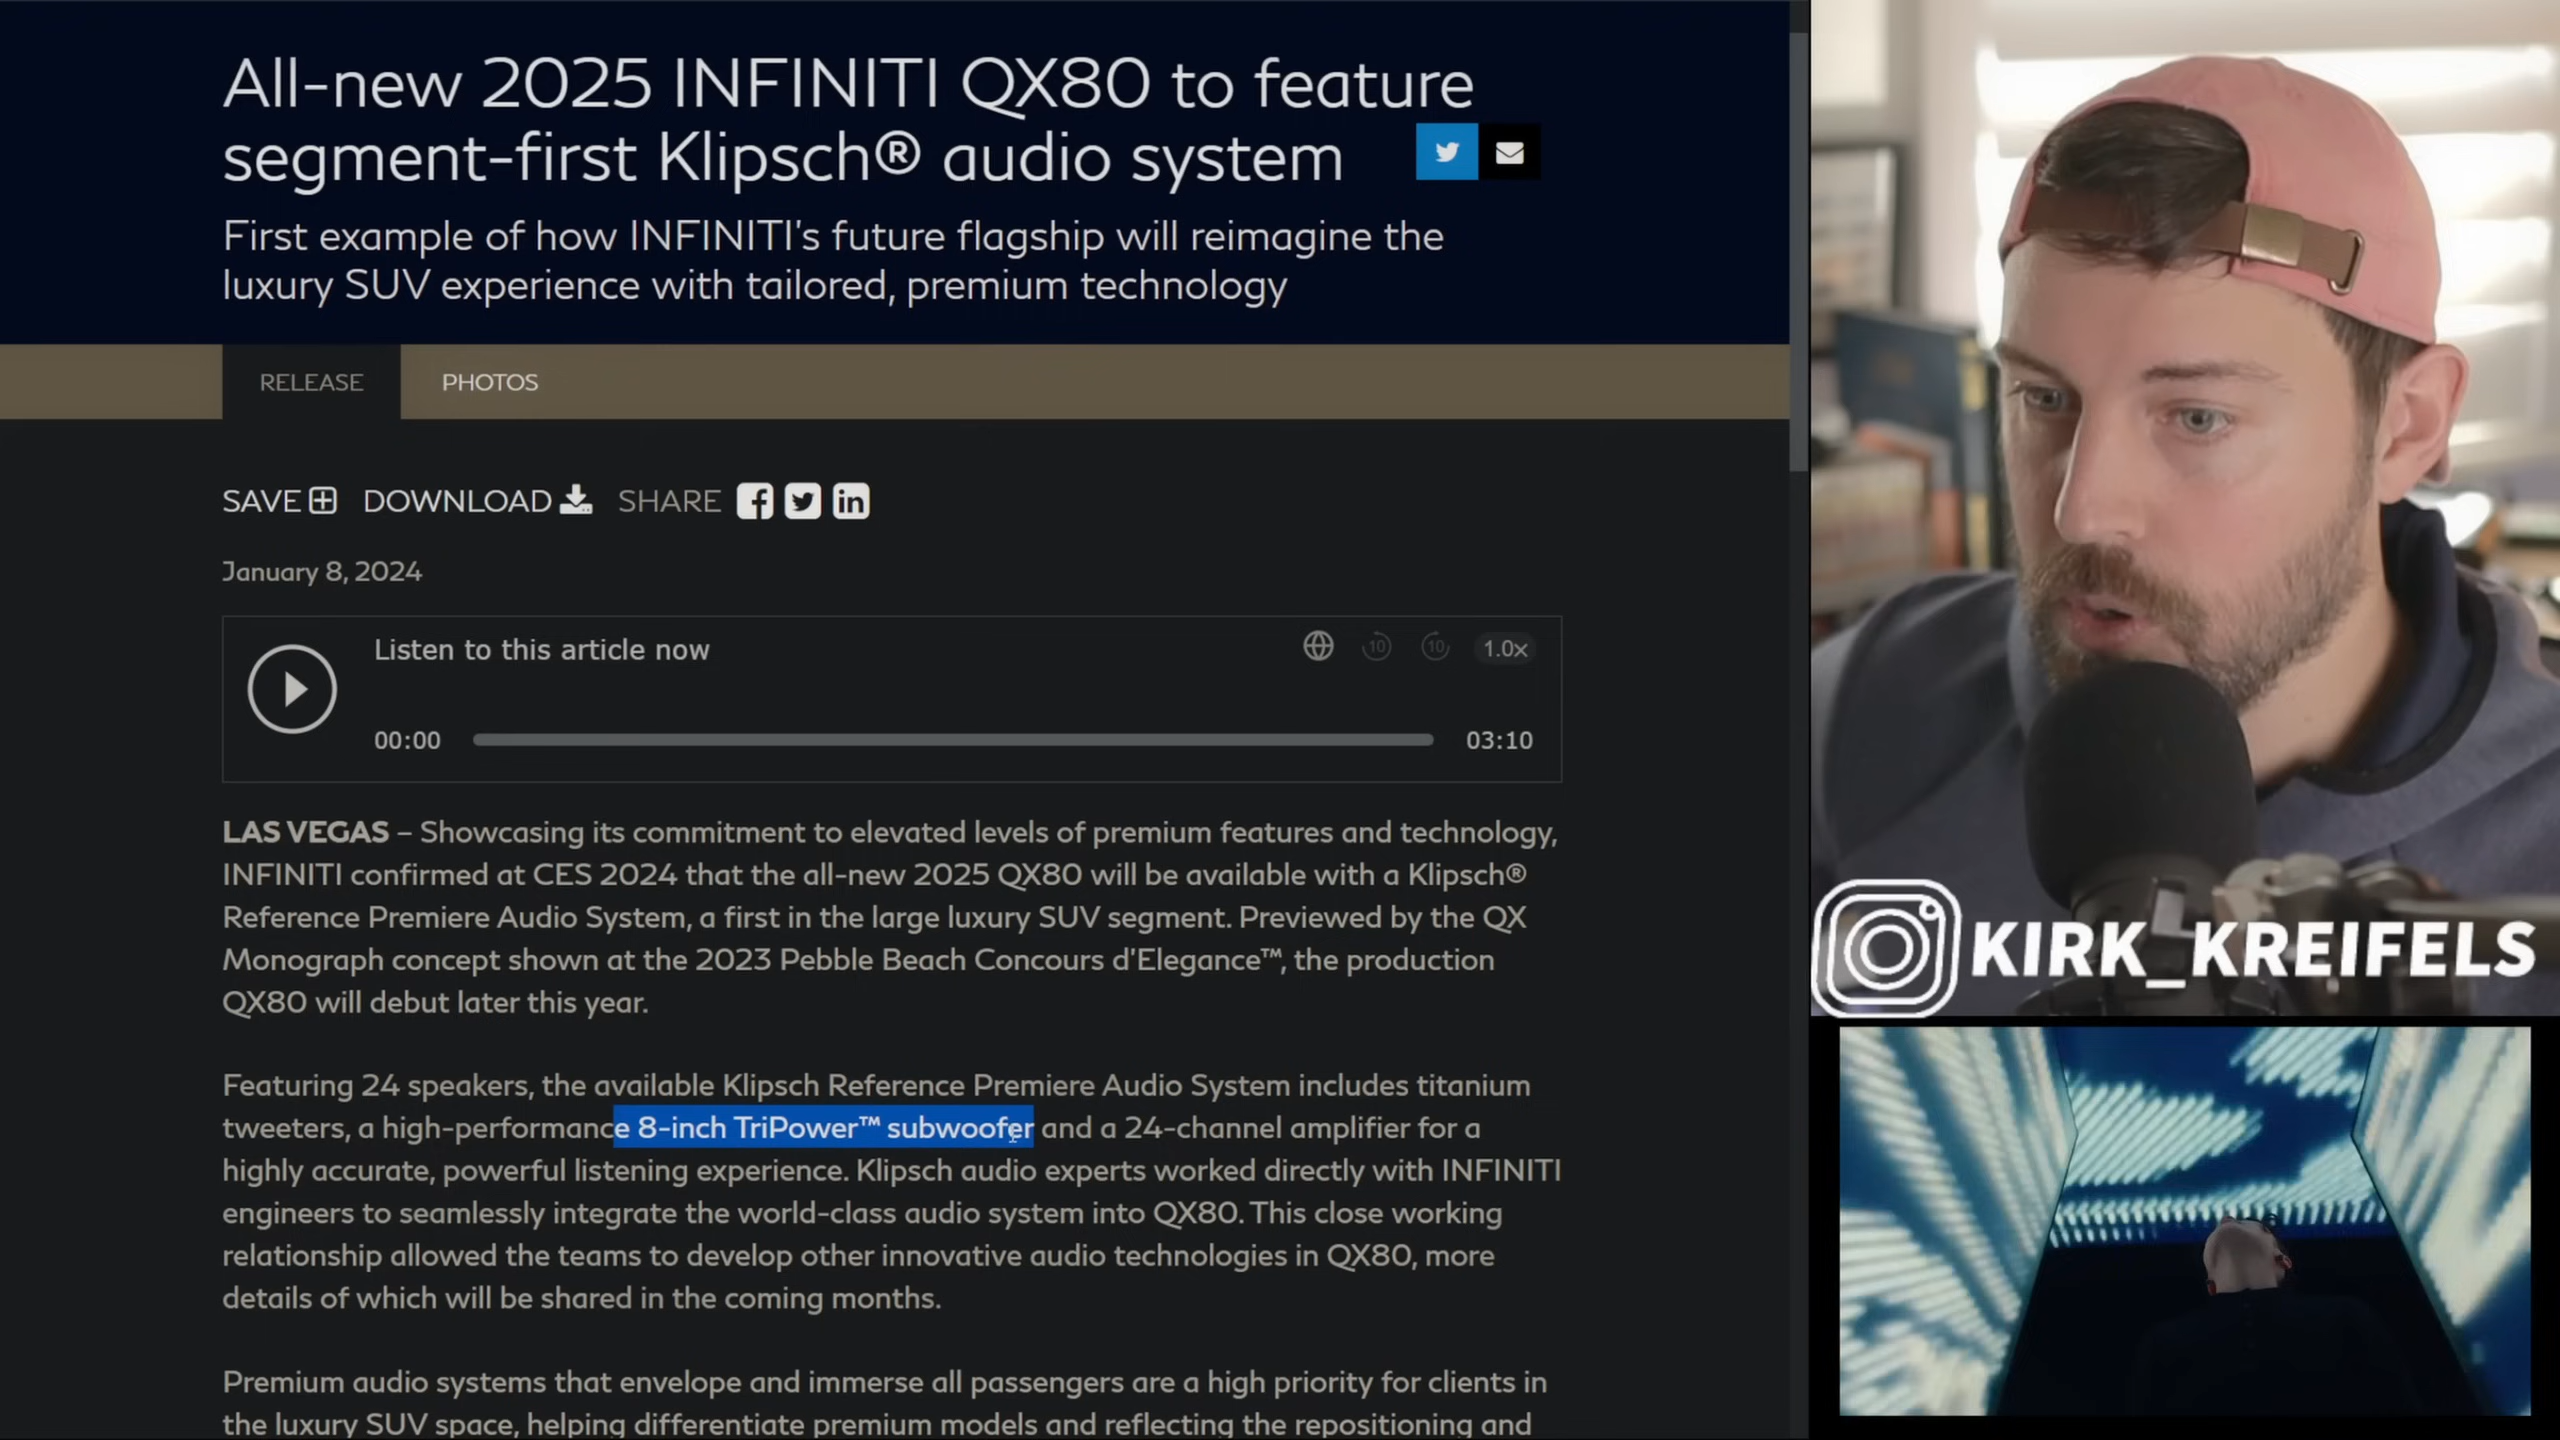 All-new 2025 INFINITI QX80 to feature
segment-first Klipsch® audio system
First example of how INFINITI's future flagship will reimagine the
luxury SUV experience with tailored, premium technology
RELEASE
PHOTOS
SAVE DOWNLOAD SHARE
January 8, 2024
Listen to this article now
10 10 1.0x
00:00
03:10
LAS VEGAS – Showcasing its commitment to elevated levels of premium features and technology,
INFINITI confirmed at CES 2024 that the all-new 2025 QX80 will be available with a Klipsch®
Reference Premiere Audio System, a first in the large luxury SUV segment. Previewed by the QX
Monograph concept shown at the 2023 Pebble Beach Concours d'Elegance™, the production
QX80 will debut later this year.
Featuring 24 speakers, the available Klipsch Reference Premiere Audio System includes titanium
tweeters, a high-performance 8-inch TriPower™ subwoofer and a 24-channel amplifier for a
highly accurate, powerful listening experience. Klipsch audio experts worked directly with INFINITI
engineers to seamlessly integrate the world-class audio system into QX80. This close working
relationship allowed the teams to develop other innovative audio technologies in QX80, more
details of which will be shared in the coming months.
Premium audio systems that envelope and immerse all passengers are a high priority for clients in
the luxury SUV space, helping differentiate premium models and reflecting the repositioning and
KIRK_KREIFELS